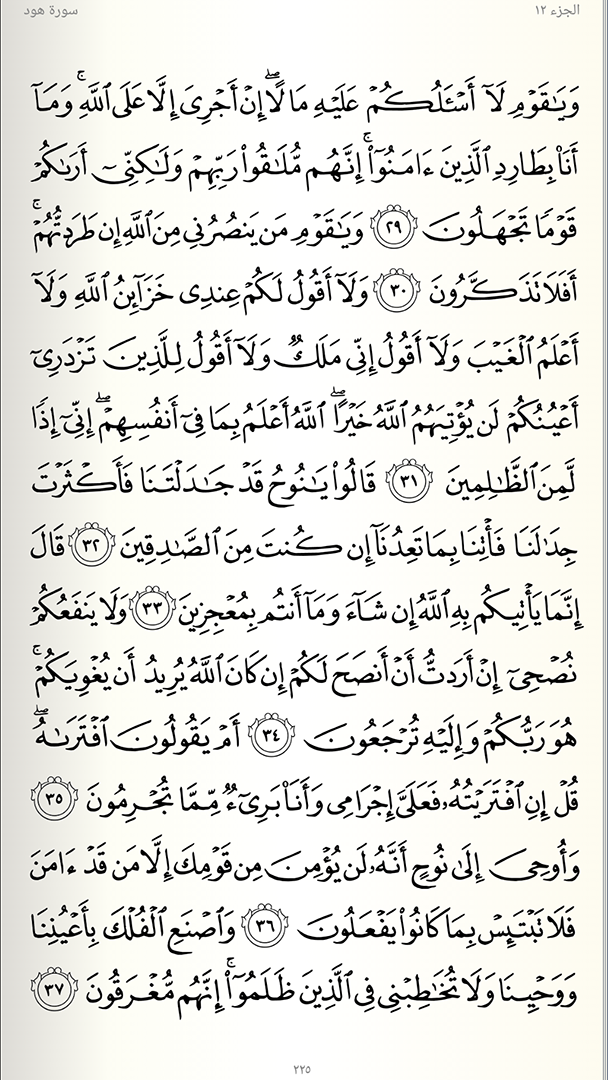 الجزء ١٢
سورة هود
وَيَٰقَوْمِ لَآ أَسْـَٔلُكُمْ عَلَيْهِ مَالًاۖ إِنْ أَجْرِىَ إِلَّا عَلَى ٱللَّهِۚ وَمَآ
أَنَا۠ بِطَارِدِ ٱلَّذِينَ ءَامَنُوٓا۟ۚ إِنَّهُم مُّلَٰقُوا۟ رَبِّهِمْ وَلَٰكِنِّىٓ أَرَىٰكُمْ
قَوْمًا تَجْهَلُونَ ٢٩ وَيَٰقَوْمِ مَن يَنصُرُنِى مِنَ ٱللَّهِ إِن طَرَدتُّهُمْۚ
أَفَلَا تَذَكَّرُونَ ٣٠ وَلَآ أَقُولُ لَكُمْ عِندِى خَزَآئِنُ ٱللَّهِ وَلَآ
أَعْلَمُ ٱلْغَيْبَ وَلَآ أَقُولُ إِنِّى مَلَكٌ وَلَآ أَقُولُ لِلَّذِينَ تَزْدَرِىٓ
أَعْيُنُكُمْ لَن يُؤْتِيَهُمُ ٱللَّهُ خَيْرًاۖ ٱللَّهُ أَعْلَمُ بِمَا فِىٓ أَنفُسِهِمْۖ إِنِّىٓ إِذًا
لَّمِنَ ٱلظَّٰلِمِينَ ٣١ قَالُوا۟ يَٰنُوحُ قَدْ جَٰدَلْتَنَا فَأَكْثَرْتَ
جِدَٰلَنَا فَأْتِنَا بِمَا تَعِدُنَآ إِن كُنتَ مِنَ ٱلصَّٰدِقِينَ ٣٢ قَالَ
إِنَّمَا يَأْتِيكُم بِهِ ٱللَّهُ إِن شَآءَ وَمَآ أَنتُم بِمُعْجِزِينَ ٣٣ وَلَا يَنفَعُكُمْ
نُصْحِىٓ إِنْ أَرَدتُّ أَنْ أَنصَحَ لَكُمْ إِن كَانَ ٱللَّهُ يُرِيدُ أَن يُغْوِيَكُمْۚ
هُوَ رَبُّكُمْ وَإِلَيْهِ تُرْجَعُونَ ٣٤ أَمْ يَقُولُونَ ٱفْتَرَىٰهُۖ
قُلْ إِنِ ٱفْتَرَيْتُهُۥ فَعَلَىَّ إِجْرَامِى وَأَنَا۠ بَرِىٓءٌ مِّمَّا تُجْرِمُونَ ٣٥
وَأُوحِىَ إِلَىٰ نُوحٍ أَنَّهُۥ لَن يُؤْمِنَ مِن قَوْمِكَ إِلَّا مَن قَدْ ءَامَنَ
فَلَا تَبْتَئِسْ بِمَا كَانُوا۟ يَفْعَلُونَ ٣٦ وَٱصْنَعِ ٱلْفُلْكَ بِأَعْيُنِنَا
وَوَحْيِنَا وَلَا تُخَٰطِبْنِى فِى ٱلَّذِينَ ظَلَمُوٓا۟ۚ إِنَّهُم مُّغْرَقُونَ ٣٧
٢٢٥